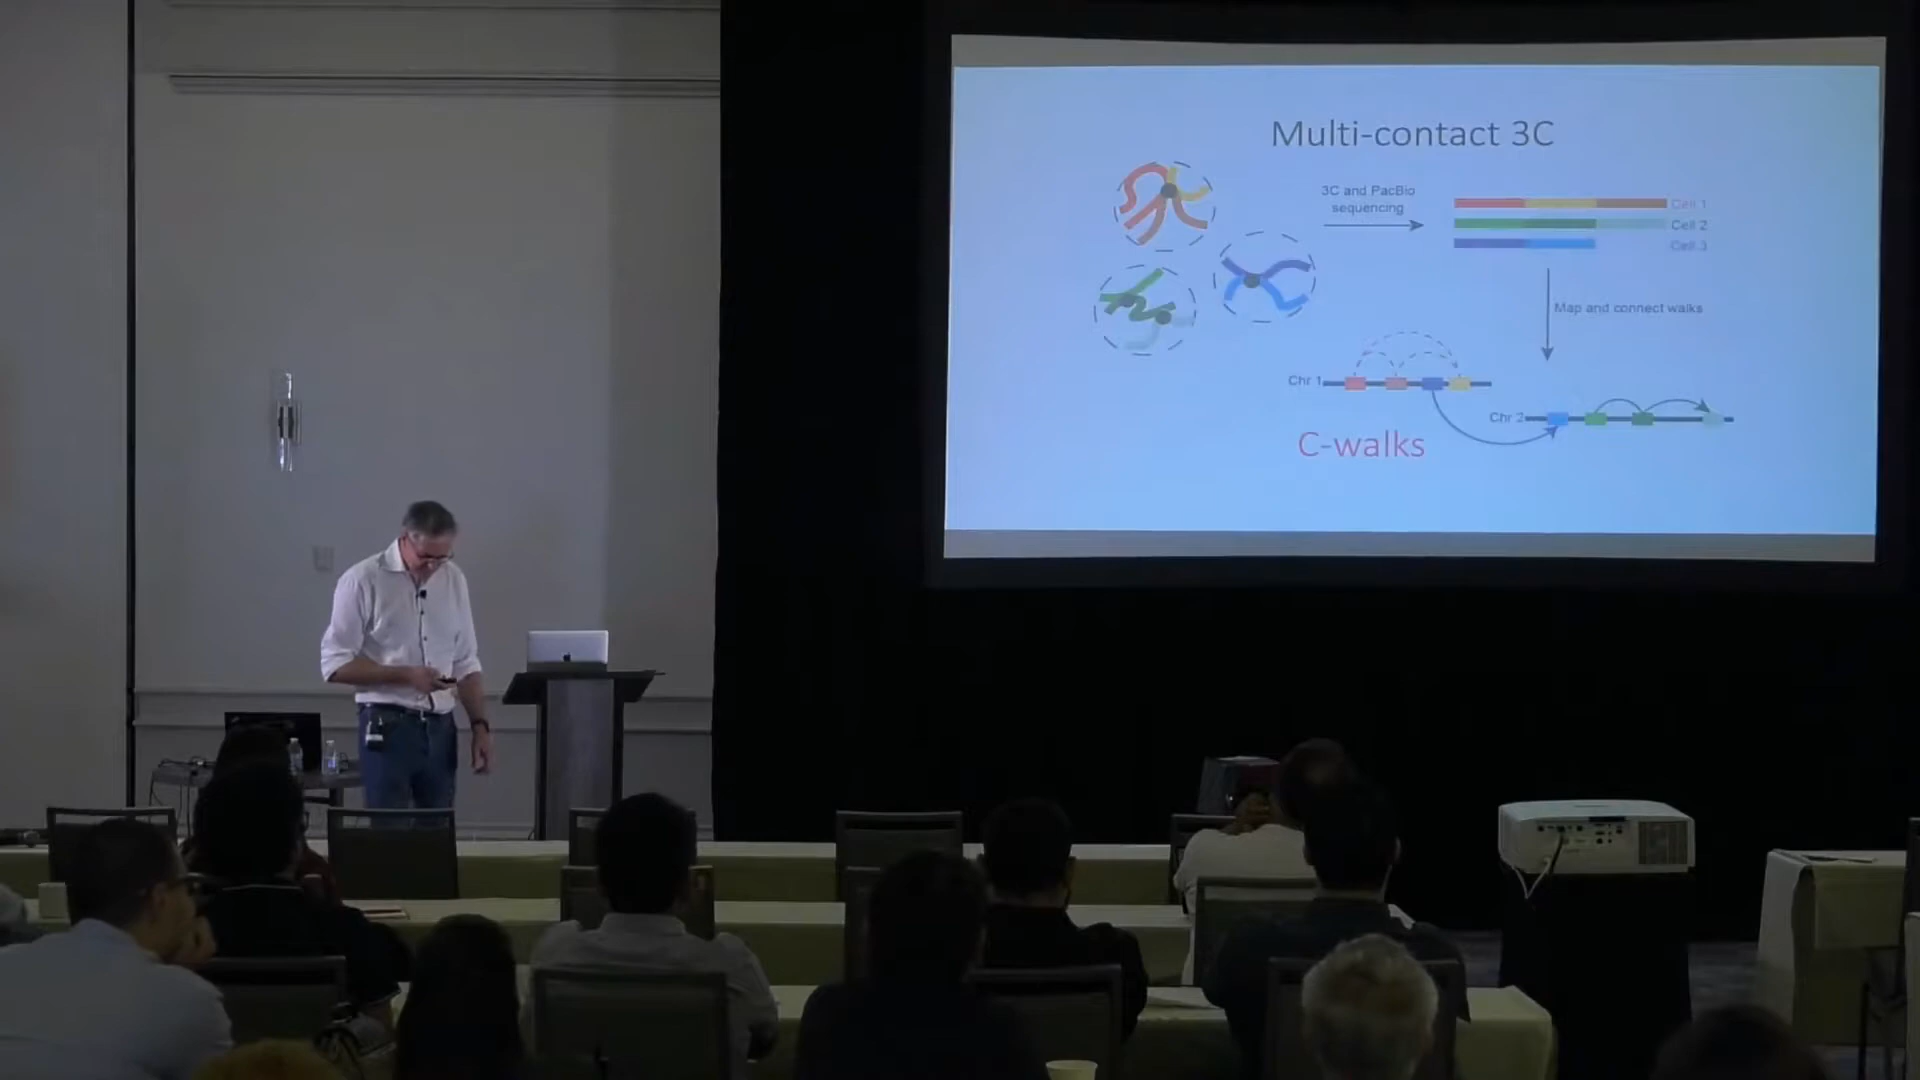 Multi-contact 3C
3C and PacBio
sequencing
Cell 1
Cell 2
Cell 3
Map and connect walks
Chr 1
Chr 2
C-walks